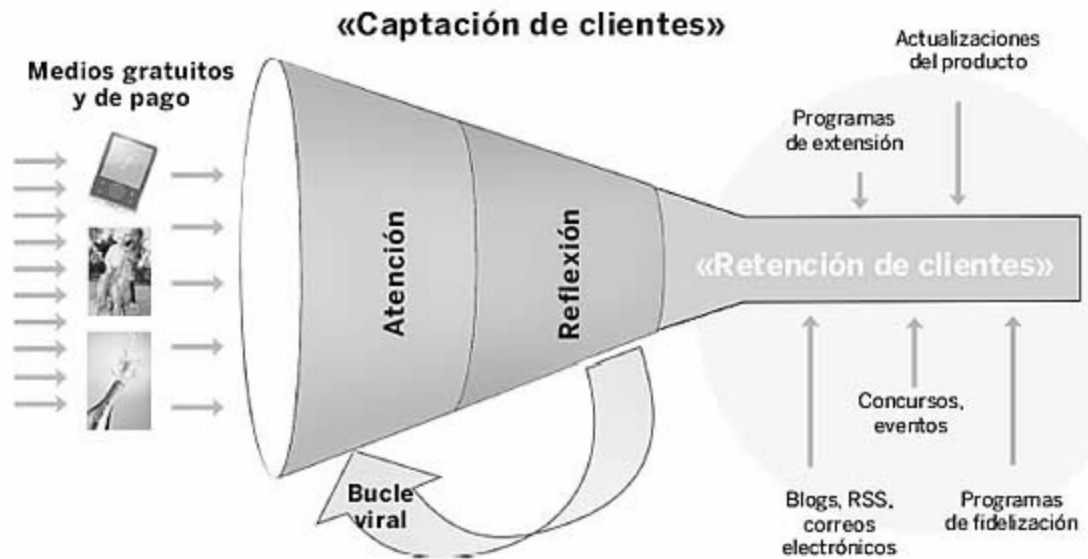 «Captación de clientes»
Medios gratuitos
y de pago
Actualizaciones
del producto
Programas
de extensión
Atención
Reflexión
«Retención de clientes»
Bucle
viral
Concursos,
eventos
Blogs, RSS,
correos
electrónicos
Programas
de fidelización